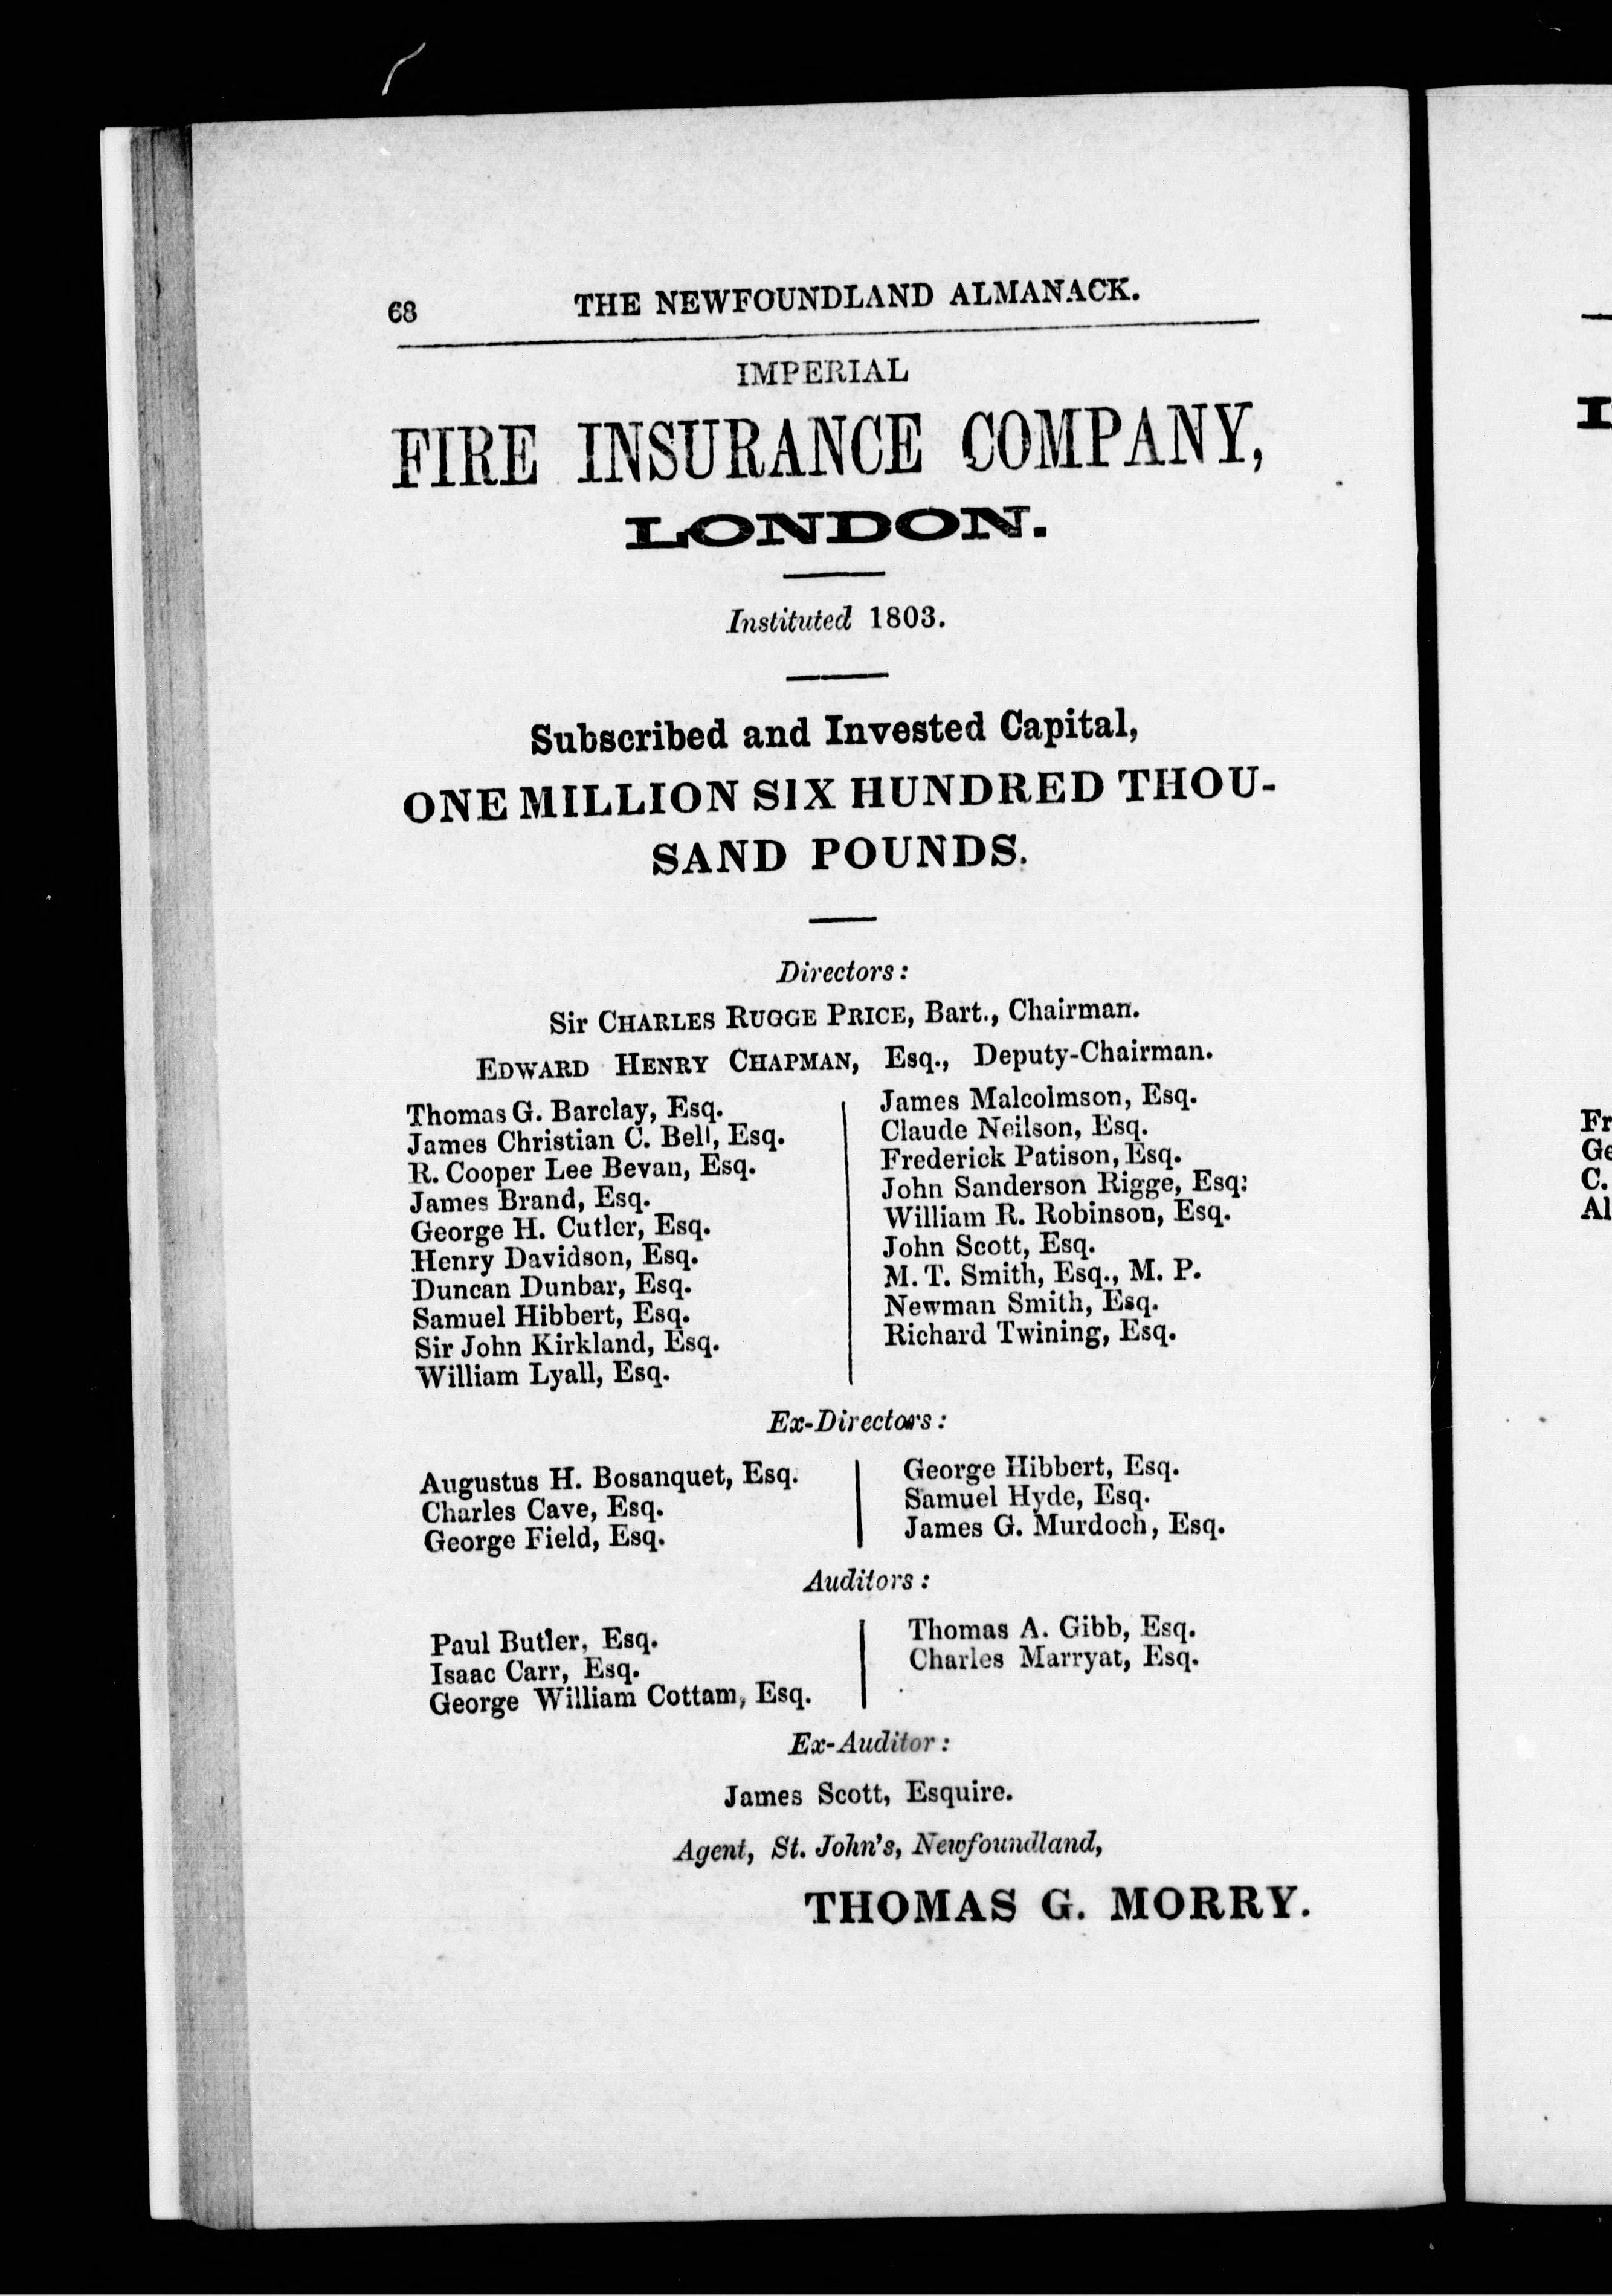 68 THE NEWFOUNDLAND ALMANACK.
IMPERIAL
FIRE INSURANCE COMPANY,
LONDON.
Instituted 1803.
Subscribed and Invested Capital,
ONE MILLION SIX HUNDRED THOU-
SAND POUNDS.
Directors:
Sir CHARLES RUGGE PRICE, Bart., Chairman.
EDWARD HENRY CHAPMAN, Esq., Deputy-Chairman.
Thomas G. Barclay, Esq.
James Christian C. Bell, Esq.
R. Cooper Lee Bevan, Esq.
James Brand, Esq.
George H. Cutler, Esq.
Henry Davidson, Esq.
Duncan Dunbar, Esq.
Samuel Hibbert, Esq.
Sir John Kirkland, Esq.
William Lyall, Esq.
James Malcolmson, Esq.
Claude Neilson, Esq.
Frederick Patison, Esq.
John Sanderson Rigge, Esq:
William R. Robinson, Esq.
John Scott, Esq.
M. T. Smith, Esq., M. P.
Newman Smith, Esq.
Richard Twining, Esq.
Ex-Directors:
Augustus H. Bosanquet, Esq.
Charles Cave, Esq.
George Field, Esq.
George Hibbert, Esq.
Samuel Hyde, Esq.
James G. Murdoch, Esq.
Auditors:
Paul Butler, Esq.
Isaac Carr, Esq.
George William Cottam, Esq.
Thomas A. Gibb, Esq.
Charles Marryat, Esq.
Ex-Auditor:
James Scott, Esquire.
Agent, St. John's, Newfoundland,
THOMAS G. MORRY.
I
Fr
Ge
C.
Al